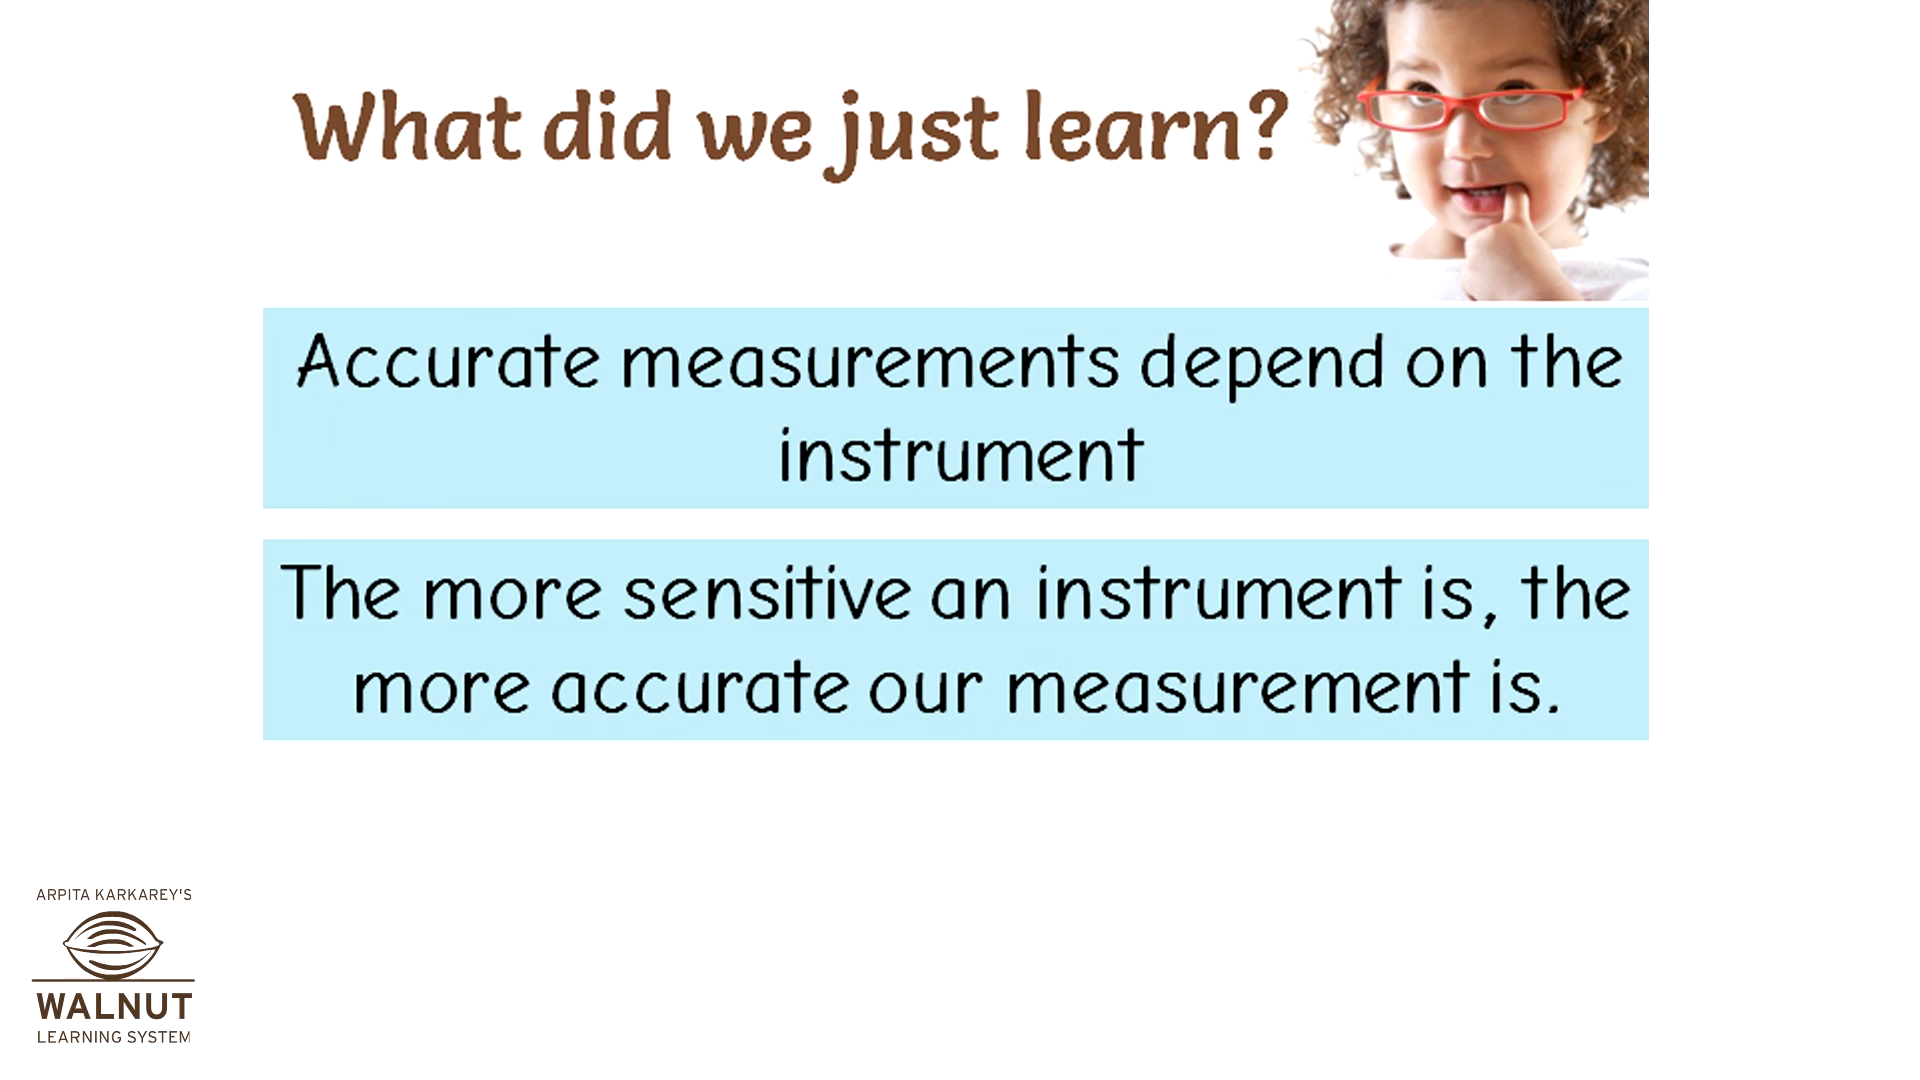 What did we just learn?
Accurate measurements depend on the
instrument
The more sensitive an instrument is, the
more accurate our measurement is.
ARPITA KARKAREY'S
WALNUT
LEARNING SYSTEM